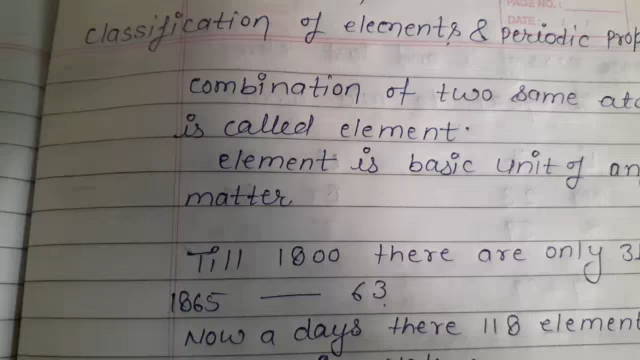 PAGE NO.:
DATE:
classification of elements & periodic prop
combination of two same ato
is called element.
element is basic unit of an
matter.
Till 1800 there are only 31
1865 — 63
Now a days there 118 element